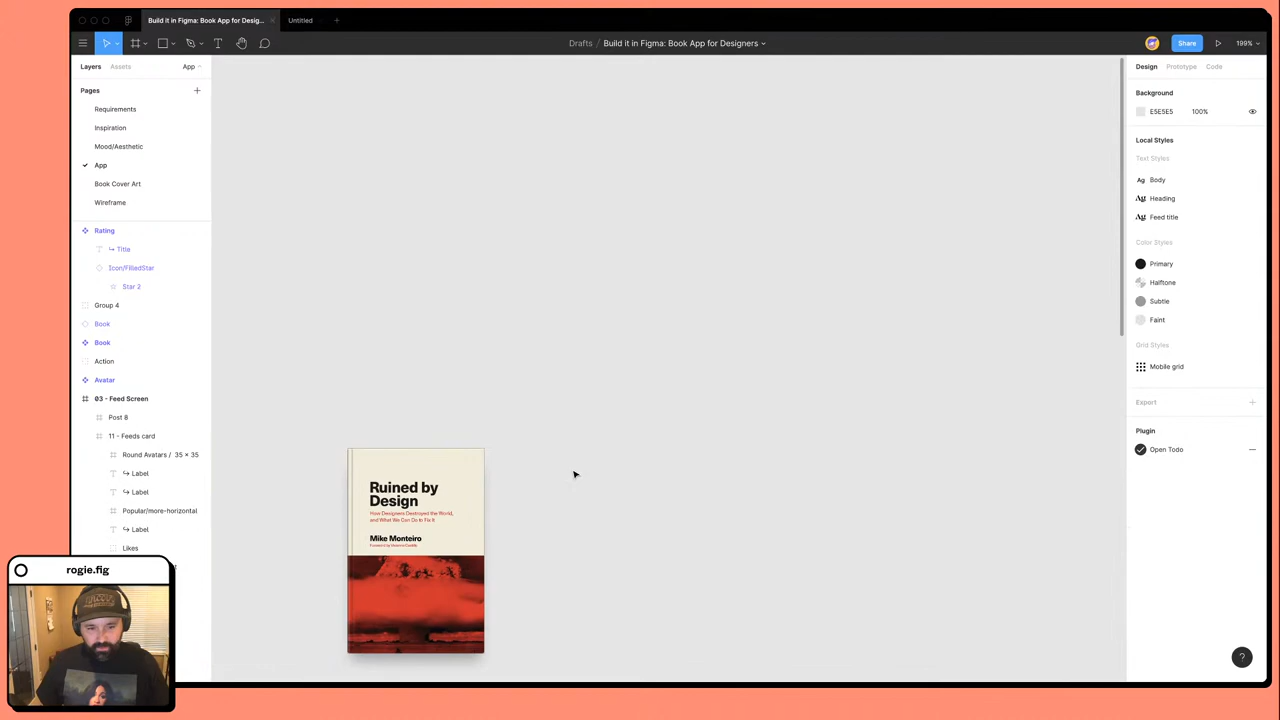 Build it in Figma: Book App for Desig...
Untitled
Drafts / Build it in Figma: Book App for Designers
Share
199%
Layers
Assets
App
Pages
Requirements
Inspiration
Mood/Aesthetic
App
Book Cover Art
Wireframe
Rating
Title
Icon/FilledStar
Star 2
Group 4
Book
Book
Action
Avatar
03 - Feed Screen
Post 8
11 - Feeds card
Round Avatars / 35 × 35
Label
Label
Popular/more-horizontal
Label
Likes
rogie.fig
Ruined by
Design
How Designers Destroyed the World,
and What We Can Do to Fix It
Mike Monteiro
Design
Prototype
Code
Background
E5E5E5
100%
Local Styles
Text Styles
Ag Body
Ag Heading
Ag Feed title
Color Styles
Primary
Halftone
Subtle
Faint
Grid Styles
Mobile grid
Export
Plugin
Open Todo
?